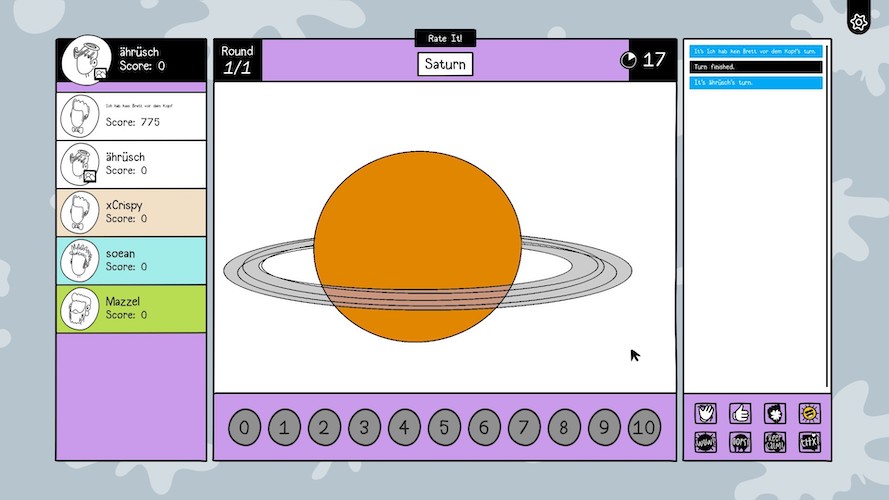 ährüsch
Score: 0
Ich hab kein Brett vor dem Kopf
Score: 775
ährüsch
Score: 0
xCrispy
Score: 0
soean
Score: 0
Mazzel
Score: 0
Round
1/1
Rate It!
Saturn
17
0 1 2 3 4 5 6 7 8 9 10
It's Ich hab kein Brett vor dem Kopf's turn.
Turn finished.
It's ährüsch's turn.